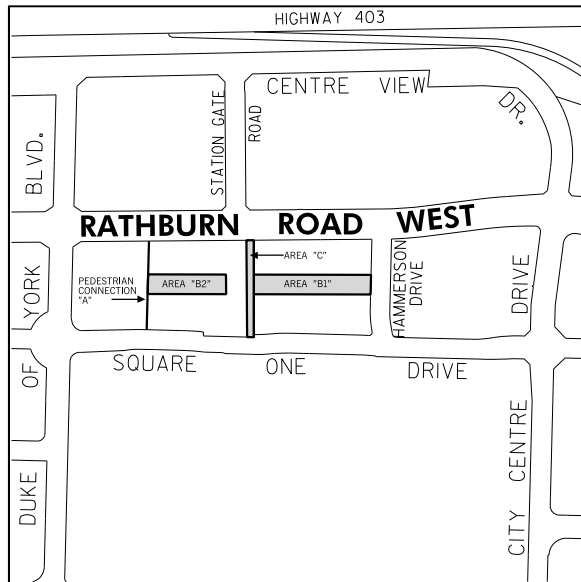 HIGHWAY 403
CENTRE VIEW
DR.
STATION GATE
ROAD
BLVD.
RATHBURN ROAD WEST
AREA "C"
PEDESTRIAN
CONNECTION
"A"
AREA "B2"
AREA "B1"
HAMMERSON
DRIVE
DRIVE
YORK
SQUARE ONE DRIVE
OF
CITY CENTRE
DUKE